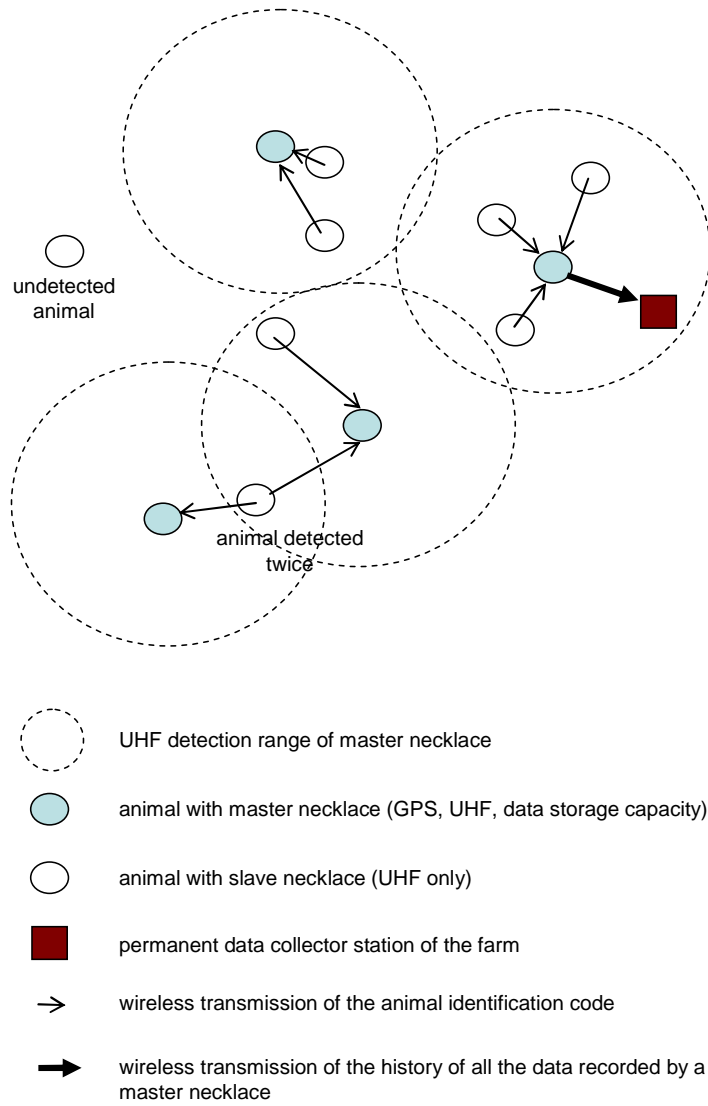 undetected
animal
animal detected
twice
UHF detection range of master necklace
animal with master necklace (GPS, UHF, data storage capacity)
animal with slave necklace (UHF only)
permanent data collector station of the farm
wireless transmission of the animal identification code
wireless transmission of the history of all the data recorded by a
master necklace